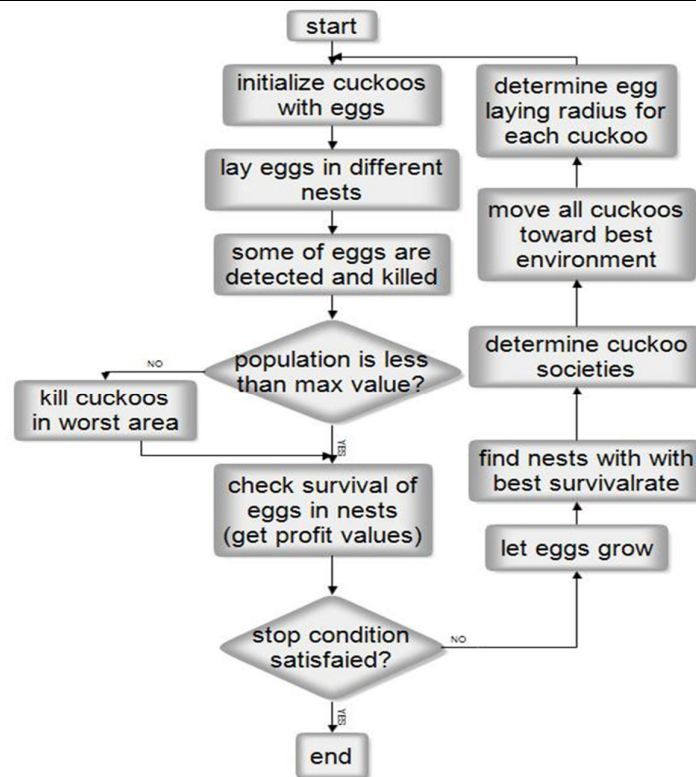 start
initialize cuckoos
with eggs
lay eggs in different
nests
some of eggs are
detected and killed
population is less
than max value?
NO
kill cuckoos
in worst area
YES
check survival of
eggs in nests
(get profit values)
stop condition
satisfaied?
NO
YES
end
let eggs grow
find nests with with
best survivalrate
determine cuckoo
societies
move all cuckoos
toward best
environment
determine egg
laying radius for
each cuckoo